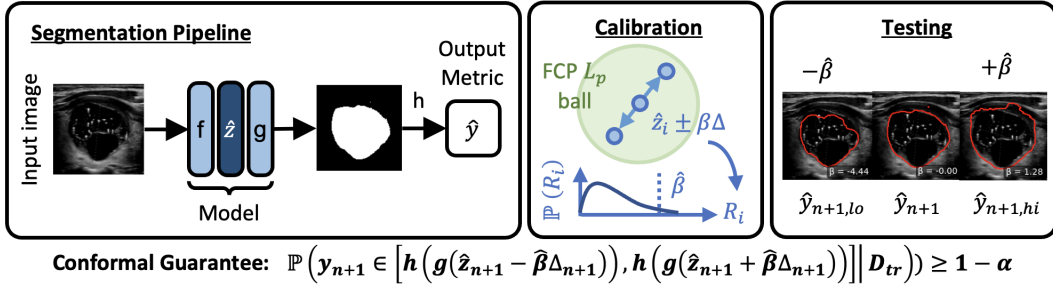 Segmentation Pipeline
Input image
f
ẑ
g
Model
h
Output
Metric
ŷ
Calibration
FCP Lₚ
ball
ẑᵢ ± βΔ
ℙ (Rᵢ)
β̂
Rᵢ
Testing
−β̂
+β̂
β = -4.44
β = -0.00
β = 1.28
ŷₙ₊₁,lo
ŷₙ₊₁
ŷₙ₊₁,hi
Conformal Guarantee: ℙ (yₙ₊₁ ∈ [h (g(ẑₙ₊₁ − β̂Δₙ₊₁)), h (g(ẑₙ₊₁ + β̂Δₙ₊₁))]| Dₜᵣ)) ≥ 1 − α